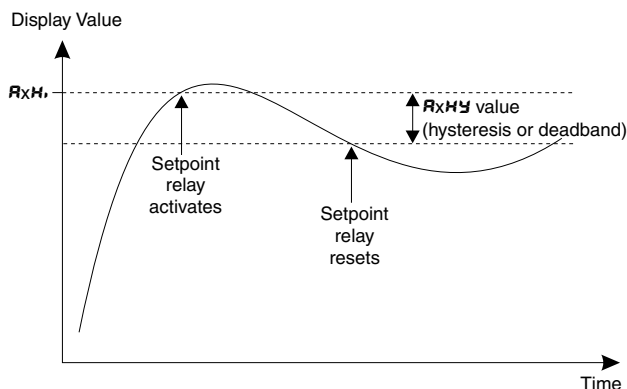 Display Value
AxHi
AxHY value
(hysteresis or deadband)
Setpoint
relay
activates
Setpoint
relay
resets
Time